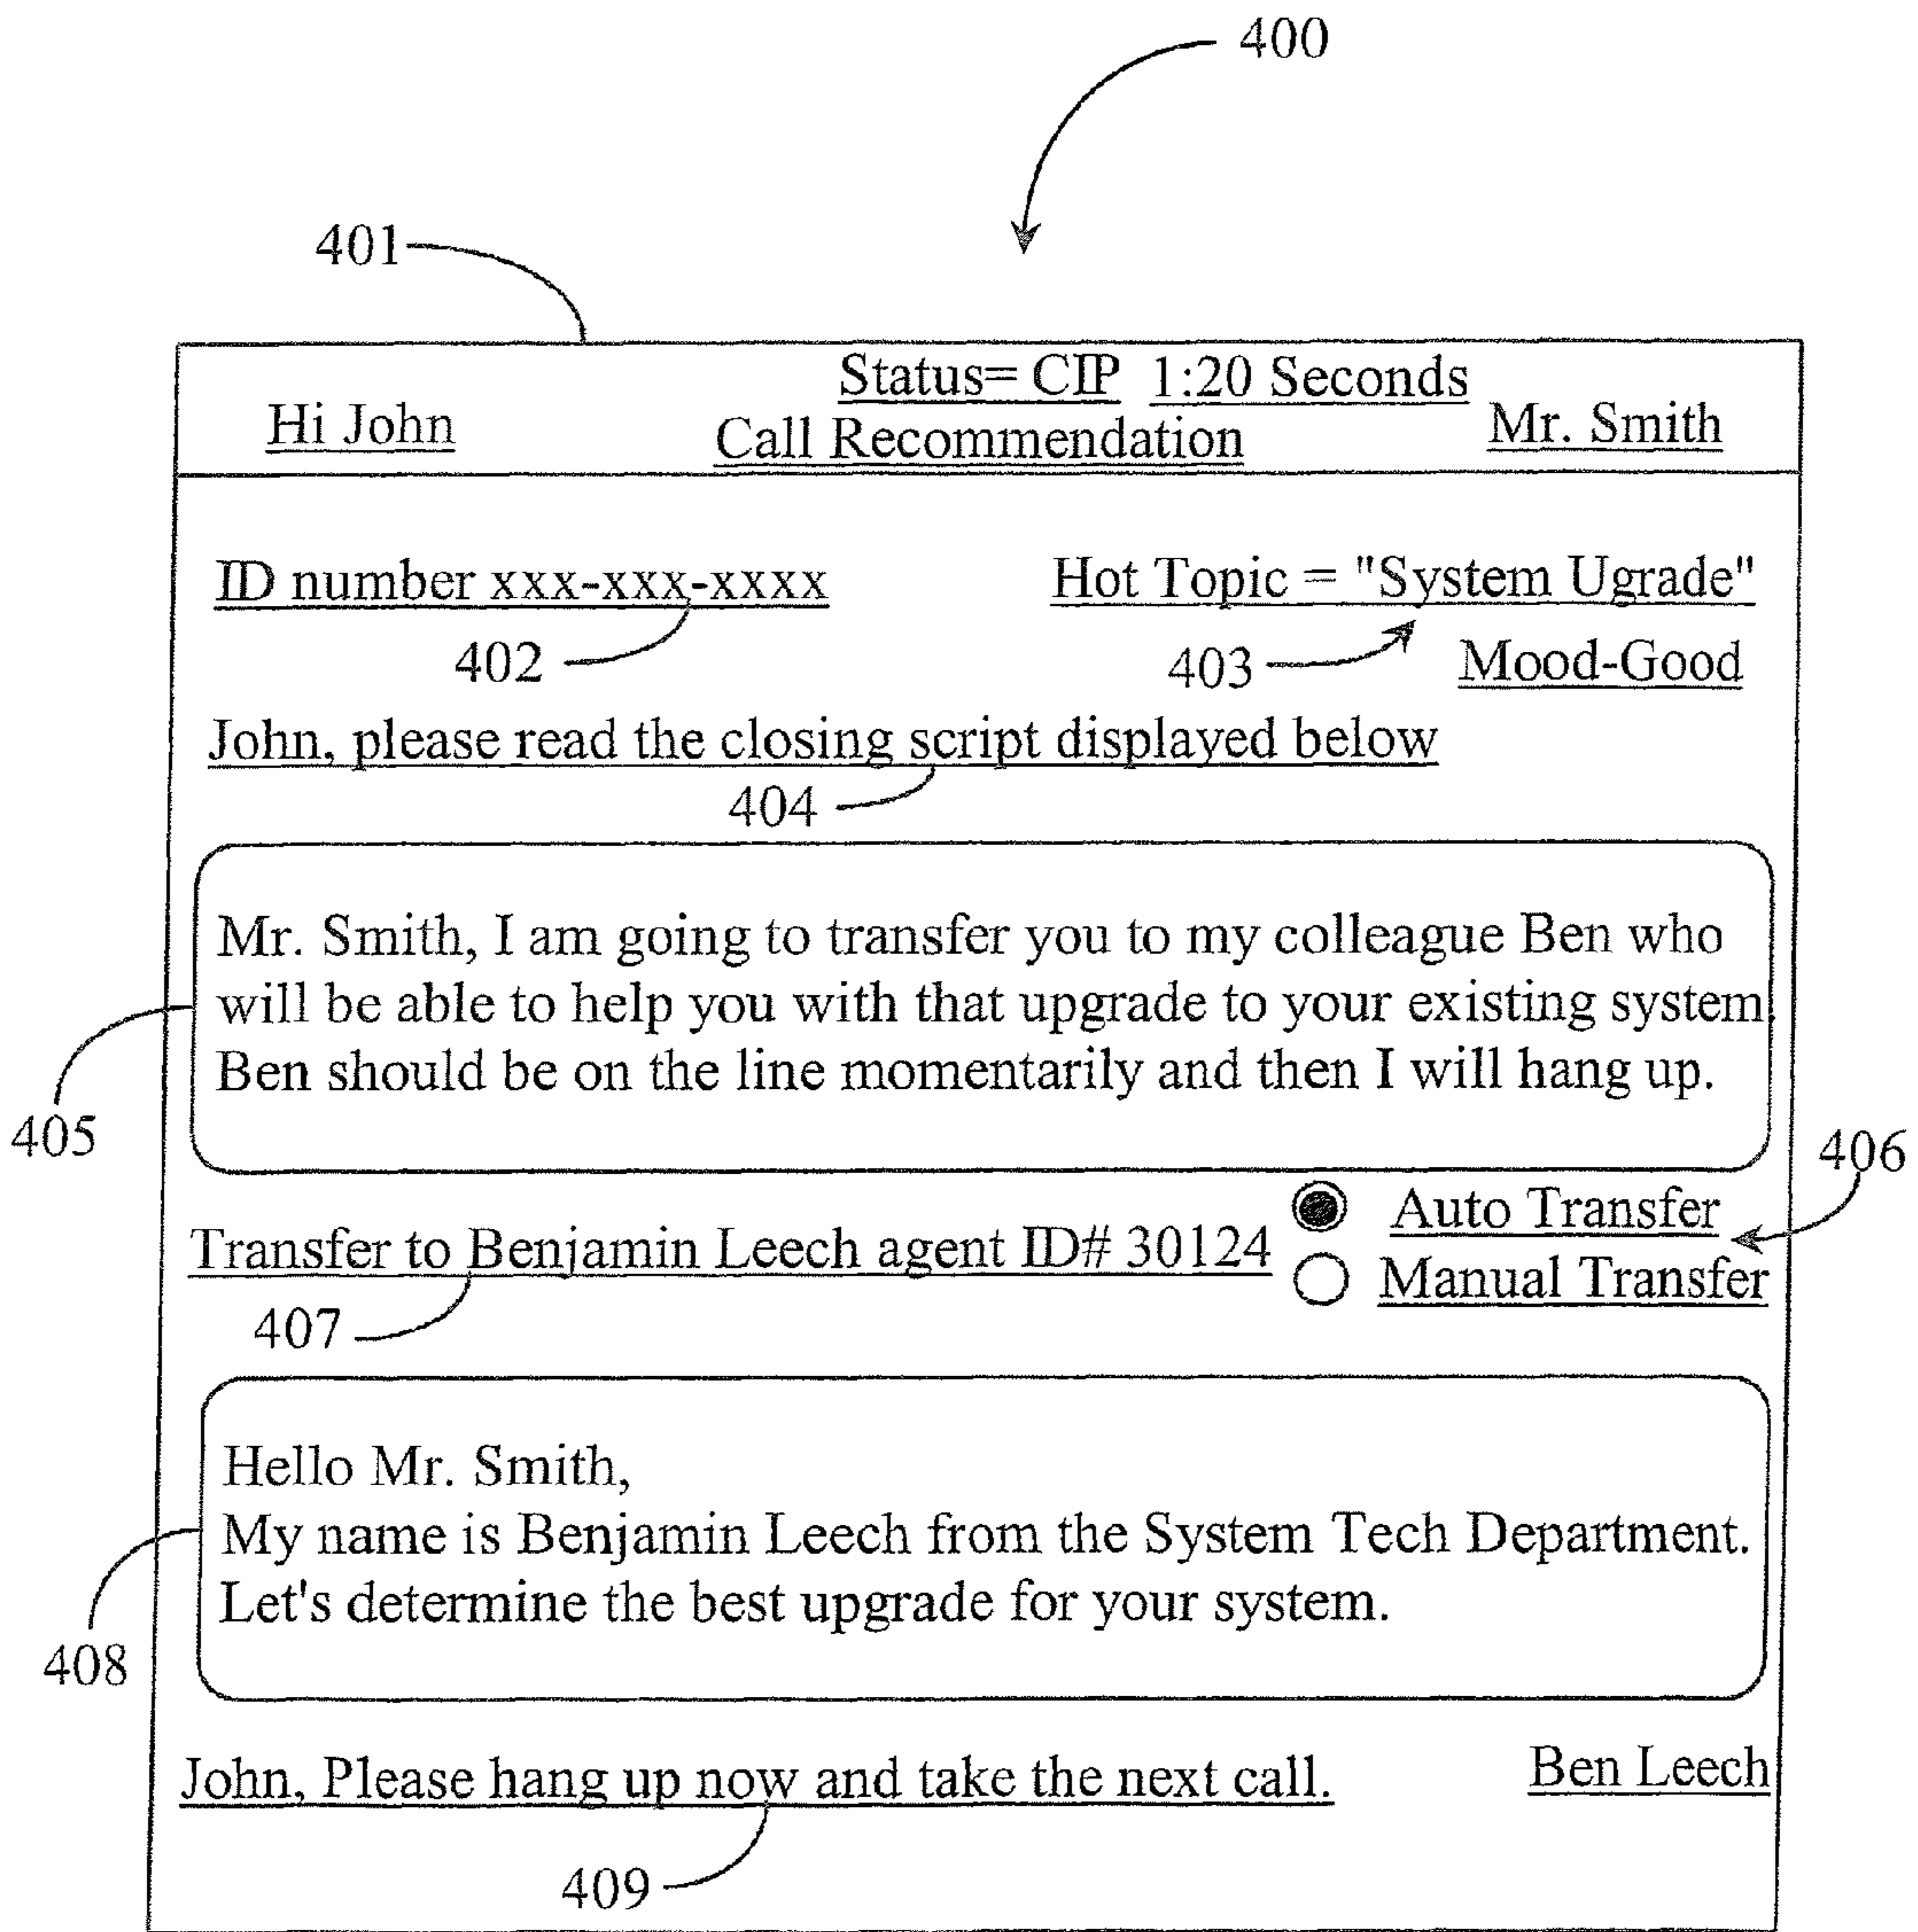 400
401
Status= CIP 1:20 Seconds
Hi John
Call Recommendation
Mr. Smith
ID number xxx-xxx-xxxx
Hot Topic = "System Ugrade"
402
403
Mood-Good
John, please read the closing script displayed below
404
Mr. Smith, I am going to transfer you to my colleague Ben who
will be able to help you with that upgrade to your existing system.
Ben should be on the line momentarily and then I will hang up.
405
406
Auto Transfer
Transfer to Benjamin Leech agent ID# 30124
Manual Transfer
407
Hello Mr. Smith,
My name is Benjamin Leech from the System Tech Department.
Let's determine the best upgrade for your system.
408
John, Please hang up now and take the next call.
Ben Leech
409